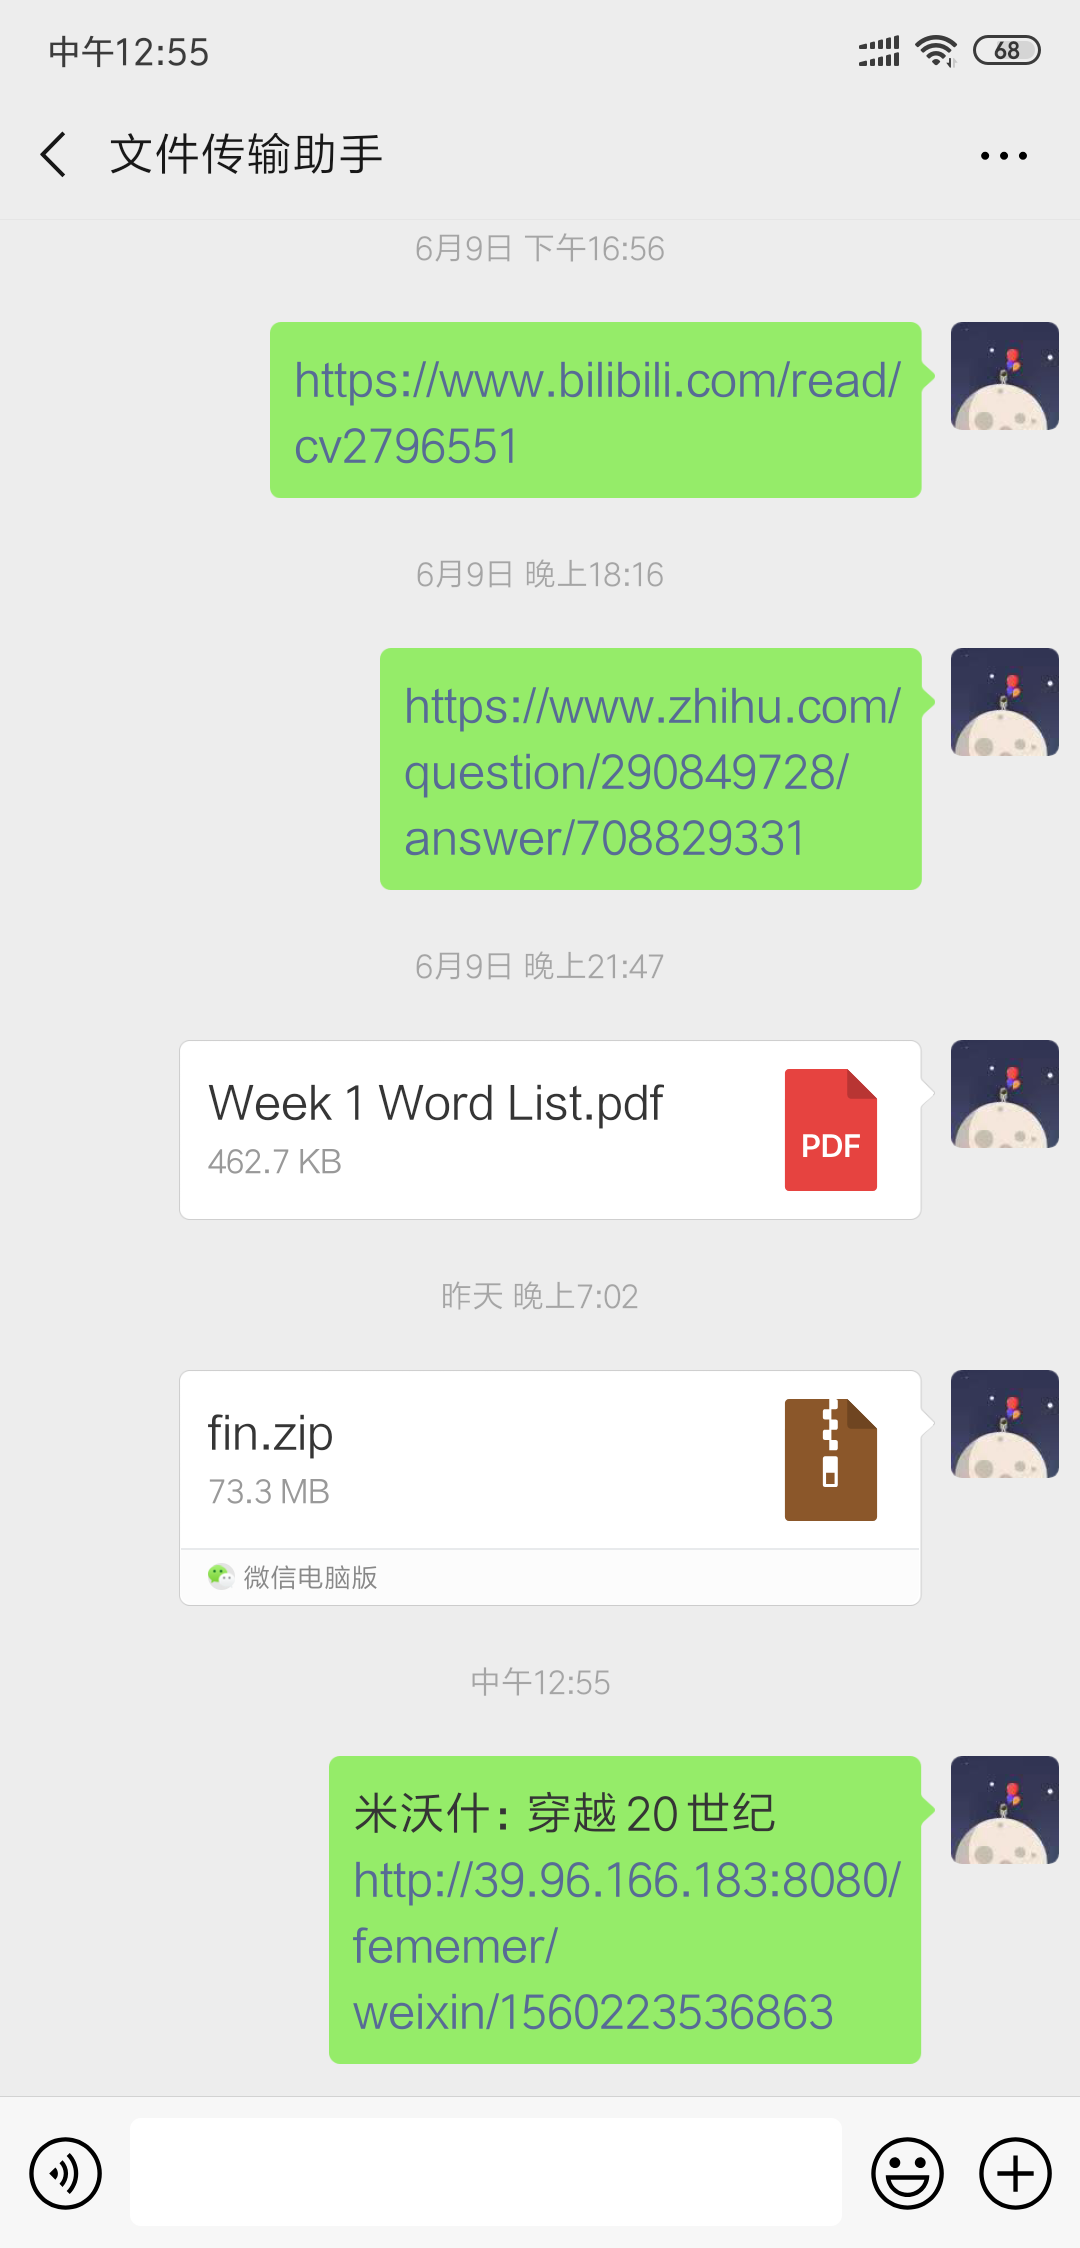 中午12:55
68
文件传输助手
6月9日 下午16:56
https://www.bilibili.com/read/
cv2796551
6月9日 晚上18:16
https://www.zhihu.com/
question/290849728/
answer/708829331
6月9日 晚上21:47
Week 1 Word List.pdf
462.7 KB
PDF
昨天 晚上7:02
fin.zip
73.3 MB
微信电脑版
中午12:55
米沃什：穿越 20 世纪
http://39.96.166.183:8080/
fememer/
weixin/1560223536863